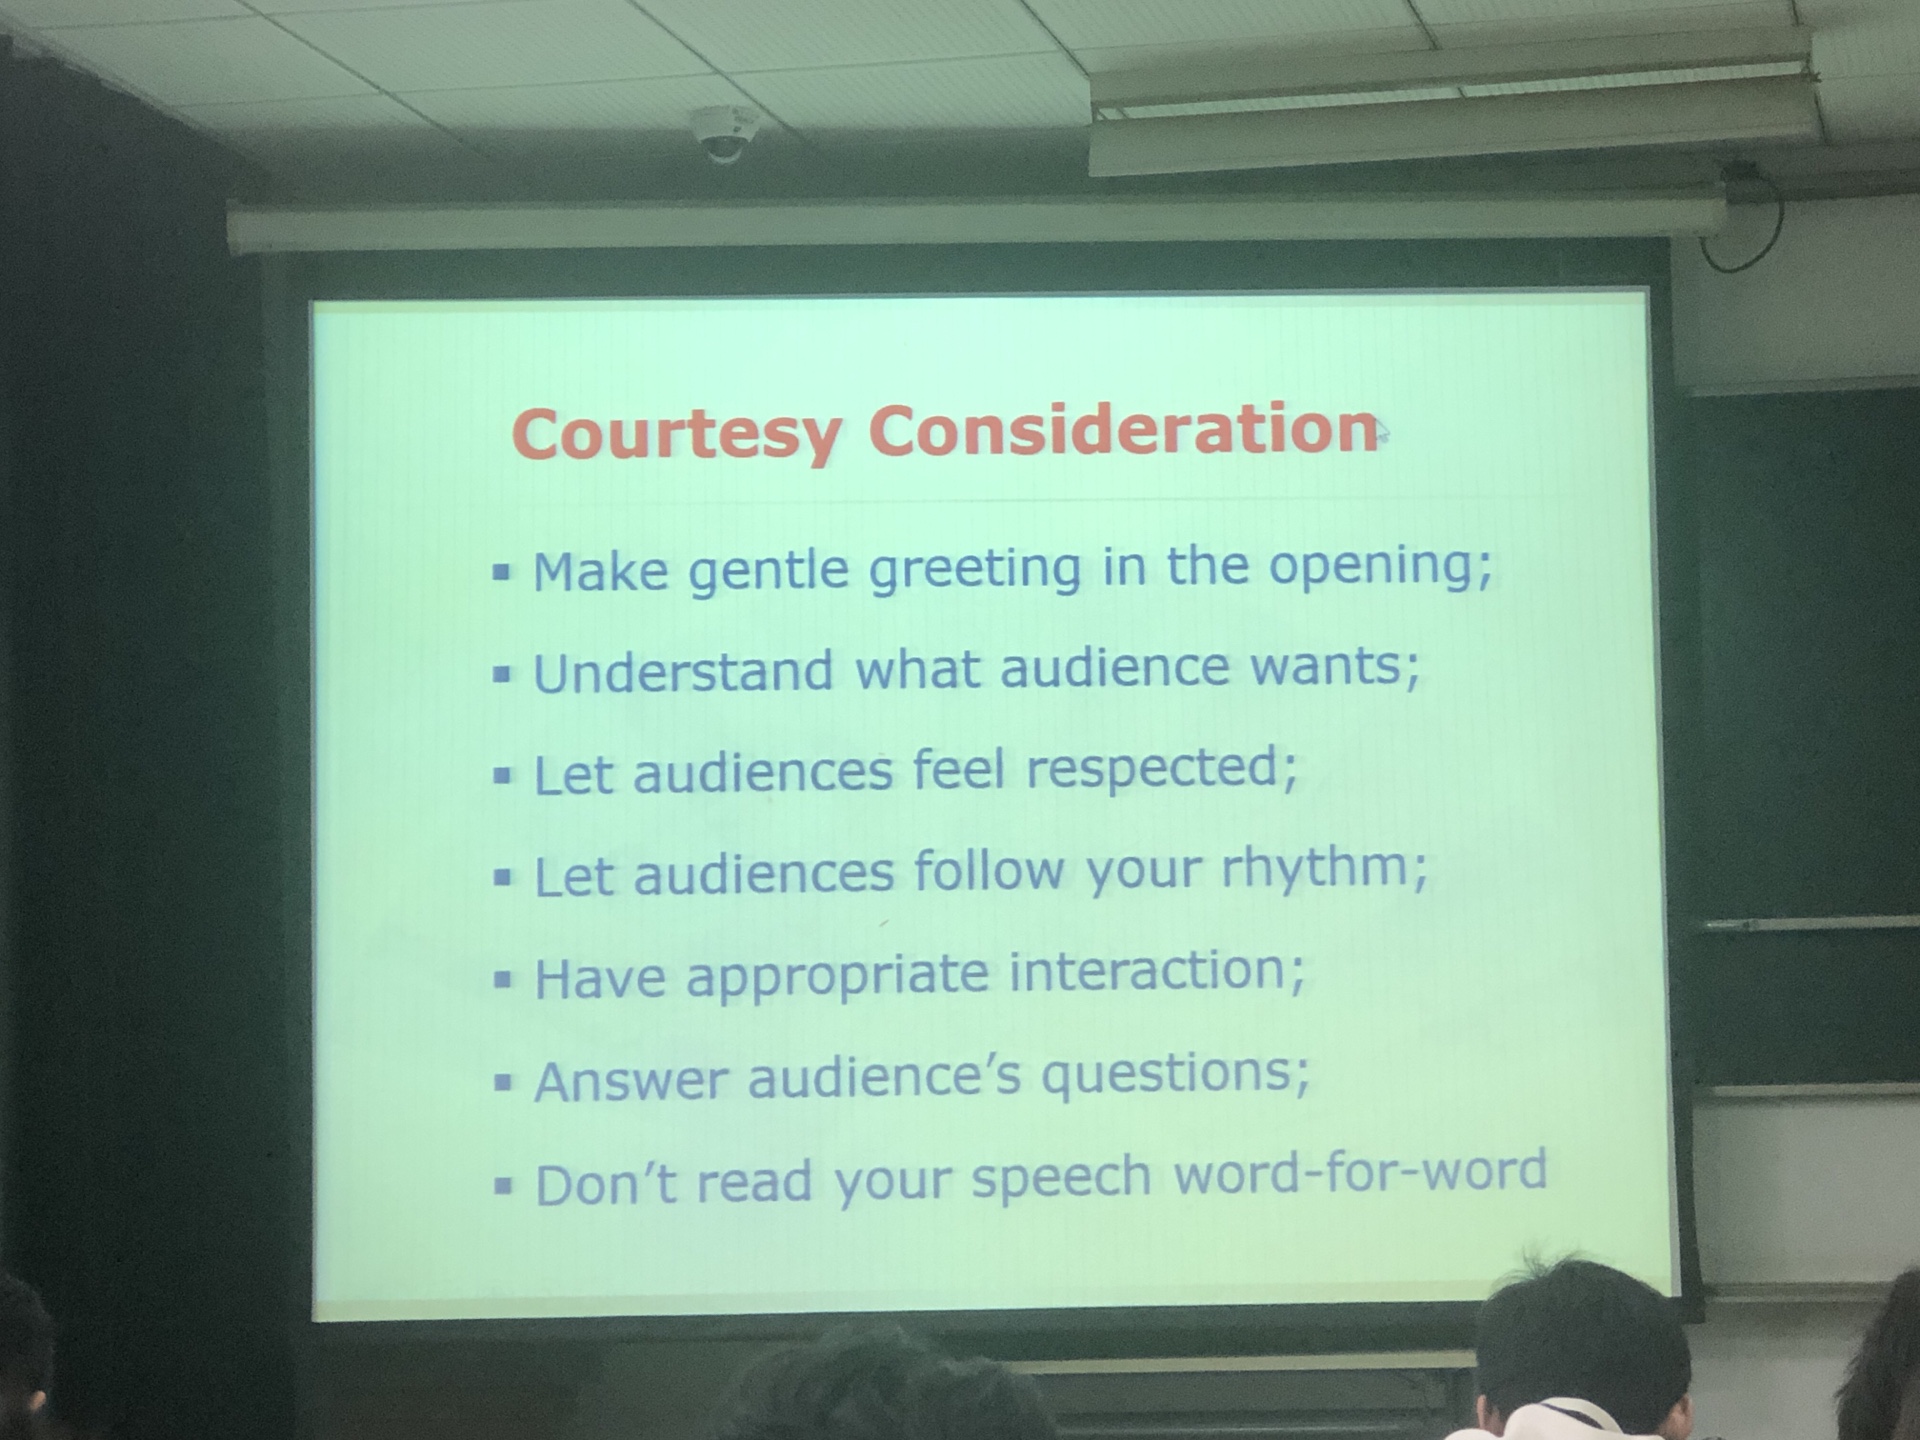 Courtesy Consideration
▪ Make gentle greeting in the opening;
▪ Understand what audience wants;
▪ Let audiences feel respected;
▪ Let audiences follow your rhythm;
▪ Have appropriate interaction;
▪ Answer audience’s questions;
▪ Don’t read your speech word-for-word